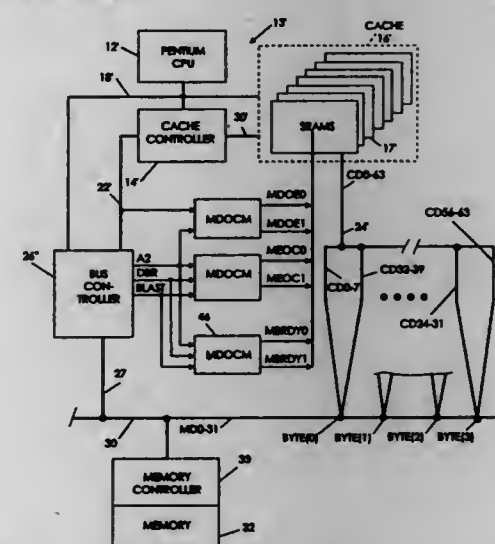 13'
CACHE
16'
12'
PENTIUM
CPU
18'
CACHE
CONTROLLER
30'
14'
SRAMS
17'
CD0-63
22'
MDOCM
MDOE0
MDOE1
24'
CD56-63
26"
BUS
CON-
TROLLER
A2
DBR
BLAST
MDOCM
MEOC0
MEOC1
CD0-7
CD32-39
CD24-31
46
MDOCM
MBRDY0
MBRDY1
27
30
MD0-31
BYTE(0)
BYTE(1)
BYTE(2)
BYTE(3)
MEMORY
CONTROLLER
33
MEMORY
32